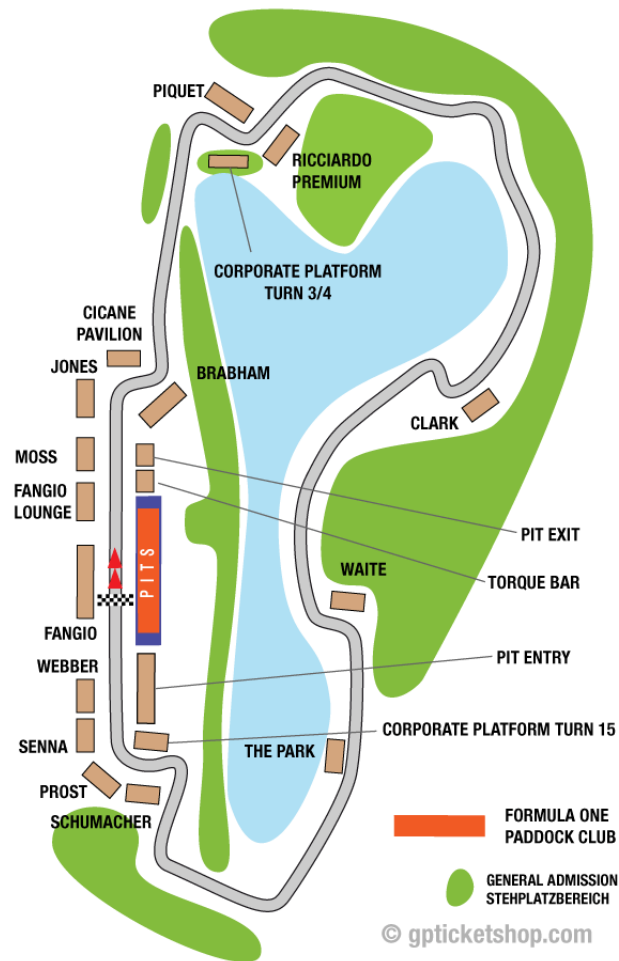 PIQUET
RICCIARDO
PREMIUM
CORPORATE PLATFORM
TURN 3/4
CICANE
PAVILION
JONES
BRABHAM
CLARK
MOSS
FANGIO
LOUNGE
PIT EXIT
PITS
WAITE
TORQUE BAR
FANGIO
WEBBER
PIT ENTRY
SENNA
CORPORATE PLATFORM TURN 15
THE PARK
PROST
SCHUMACHER
FORMULA ONE
PADDOCK CLUB
GENERAL ADMISSION
STEHPLATZBEREICH
© gpticketshop.com